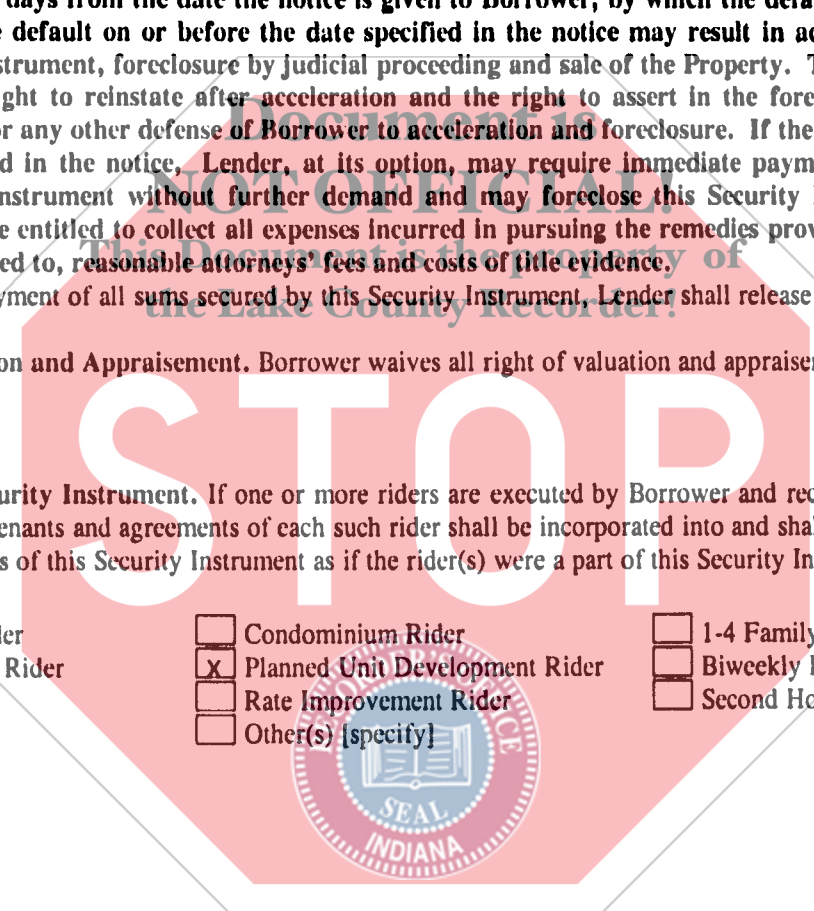 days from the date the notice is given to Borrower, by which the defa
default on or before the date specified in the notice may result in ac
strument, foreclosure by judicial proceeding and sale of the Property. T
ght to reinstate after acceleration and the right to assert in the fore
r any other defense of Borrower to acceleration and foreclosure. If the
d in the notice, Lender, at its option, may require immediate paym
nstrument without further demand and may foreclose this Security
e entitled to collect all expenses incurred in pursuing the remedies prov
ed to, reasonable attorneys' fees and costs of title evidence.
yment of all sums secured by this Security Instrument, Lender shall release
on and Appraisement. Borrower waives all right of valuation and appraise
urity Instrument. If one or more riders are executed by Borrower and rec
enants and agreements of each such rider shall be incorporated into and sha
s of this Security Instrument as if the rider(s) were a part of this Security In
ler Condominium Rider 1-4 Family
Rider X Planned Unit Development Rider Biweekly
Rate Improvement Rider Second Ho
Other(s) [specify]
Document is
NOT OFFICIAL!
This Document is the property of
the Lake County Recorder!
STOP
RECORDER'S OFFICE
SEAL
INDIANA